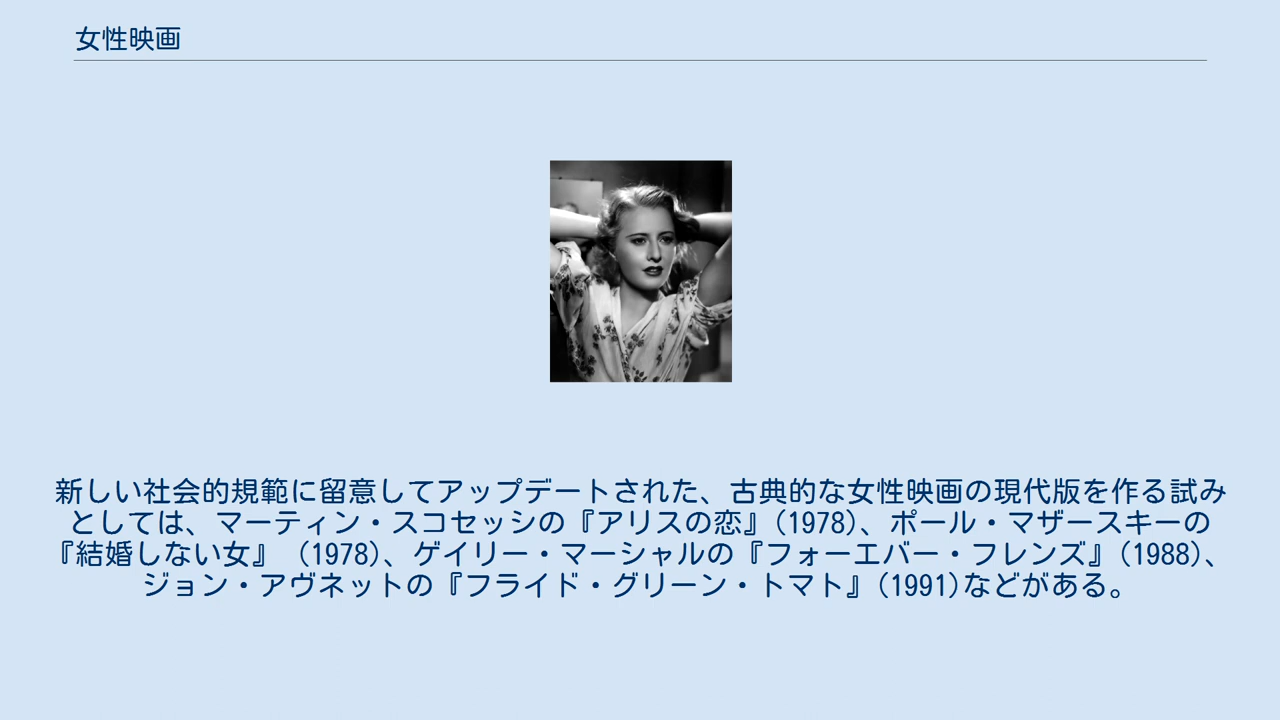 女性映画
新しい社会的規範に留意してアップデートされた、古典的な女性映画の現代版を作る試み
としては、マーティン・スコセッシの『アリスの恋』(1978)、ポール・マザースキーの
『結婚しない女』 (1978)、ゲイリー・マーシャルの『フォーエバー・フレンズ』(1988)、
ジョン・アヴネットの『フライド・グリーン・トマト』(1991)などがある。